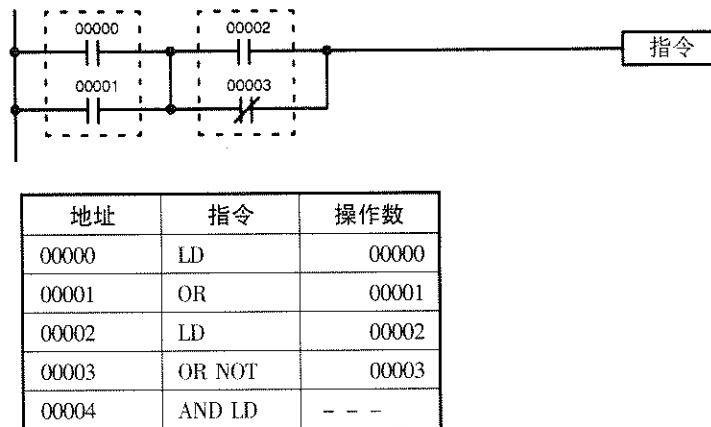 00000
00002
指令
00001
00003
地址 指令 操作数
00000 LD 00000
00001 OR 00001
00002 LD 00002
00003 OR NOT 00003
00004 AND LD - - -